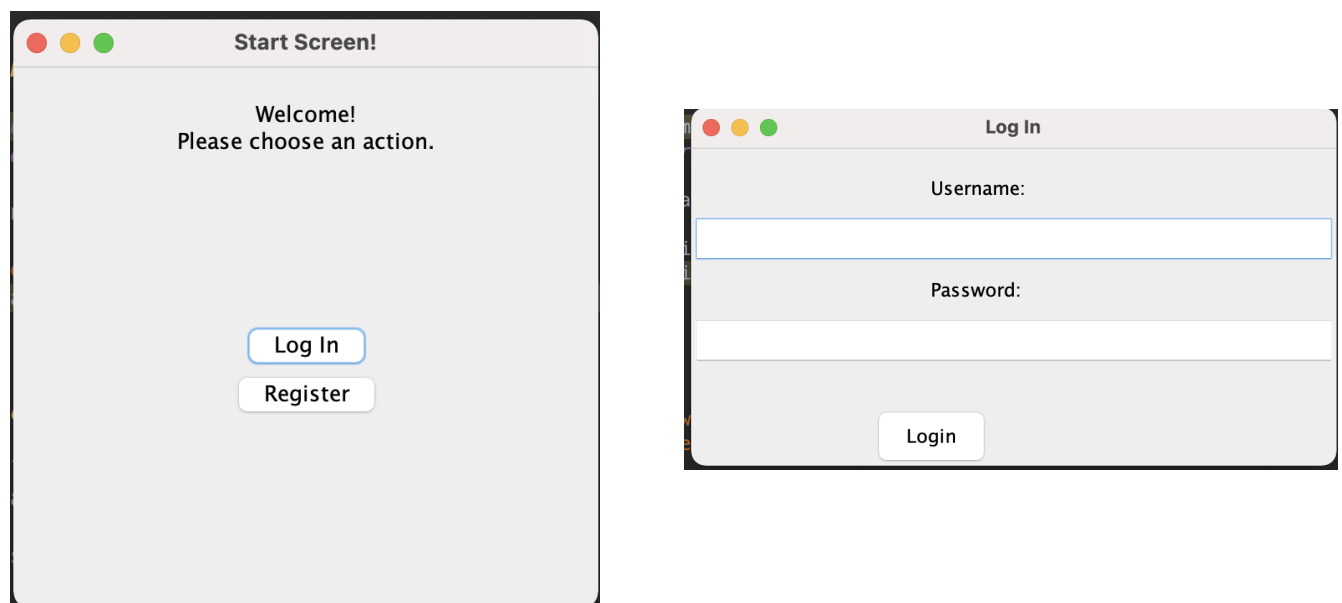 Start Screen!
Welcome!
Please choose an action.
Log In
Register
Log In
Username:
Password:
Login